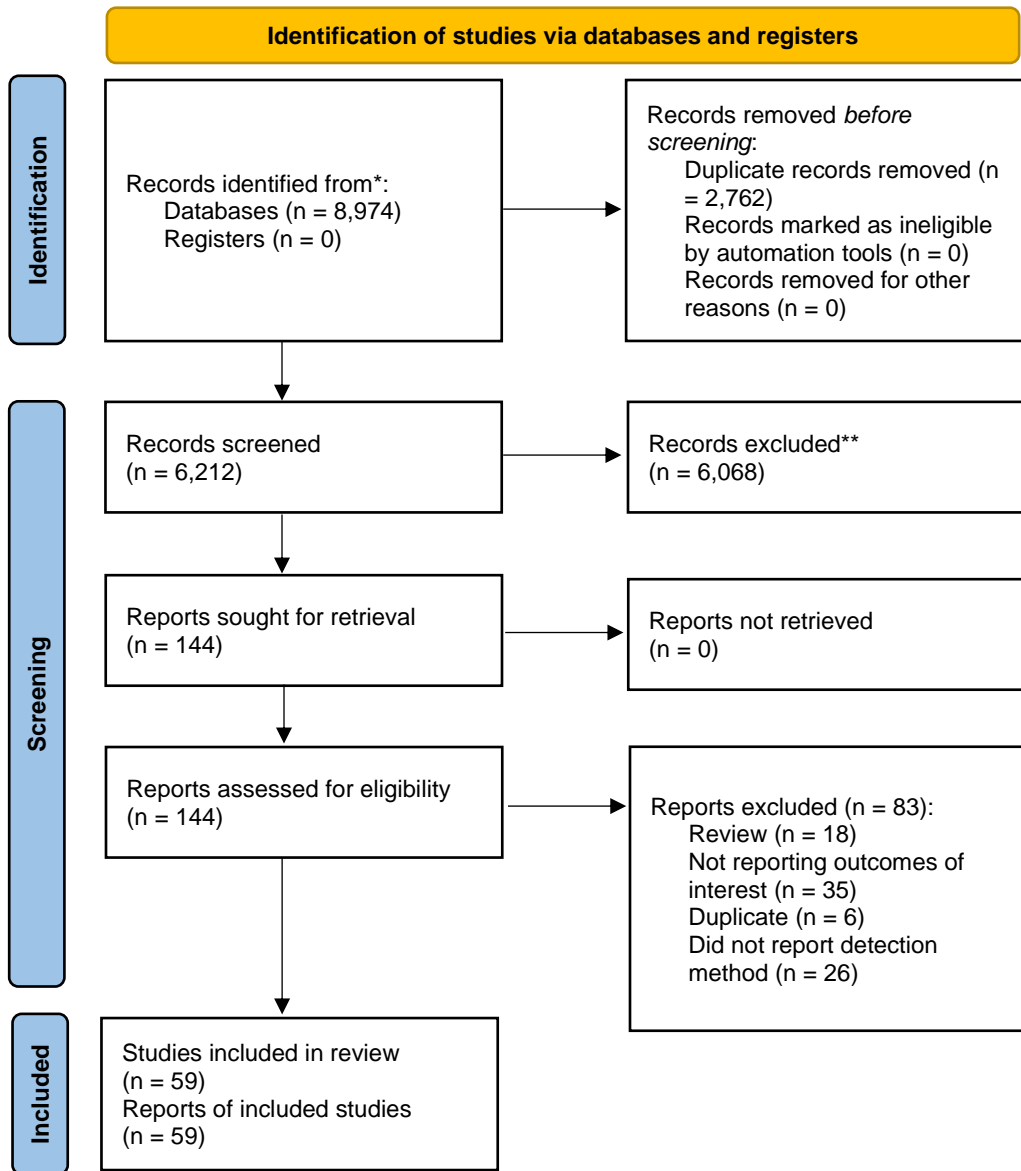 Identification of studies via databases and registers
Identification
Records identified from*:
Databases (n = 8,974)
Registers (n = 0)
Records removed before
screening:
Duplicate records removed (n
= 2,762)
Records marked as ineligible
by automation tools (n = 0)
Records removed for other
reasons (n = 0)
Screening
Records screened
(n = 6,212)
Records excluded**
(n = 6,068)
Reports sought for retrieval
(n = 144)
Reports not retrieved
(n = 0)
Reports assessed for eligibility
(n = 144)
Reports excluded (n = 83):
Review (n = 18)
Not reporting outcomes of
interest (n = 35)
Duplicate (n = 6)
Did not report detection
method (n = 26)
Included
Studies included in review
(n = 59)
Reports of included studies
(n = 59)